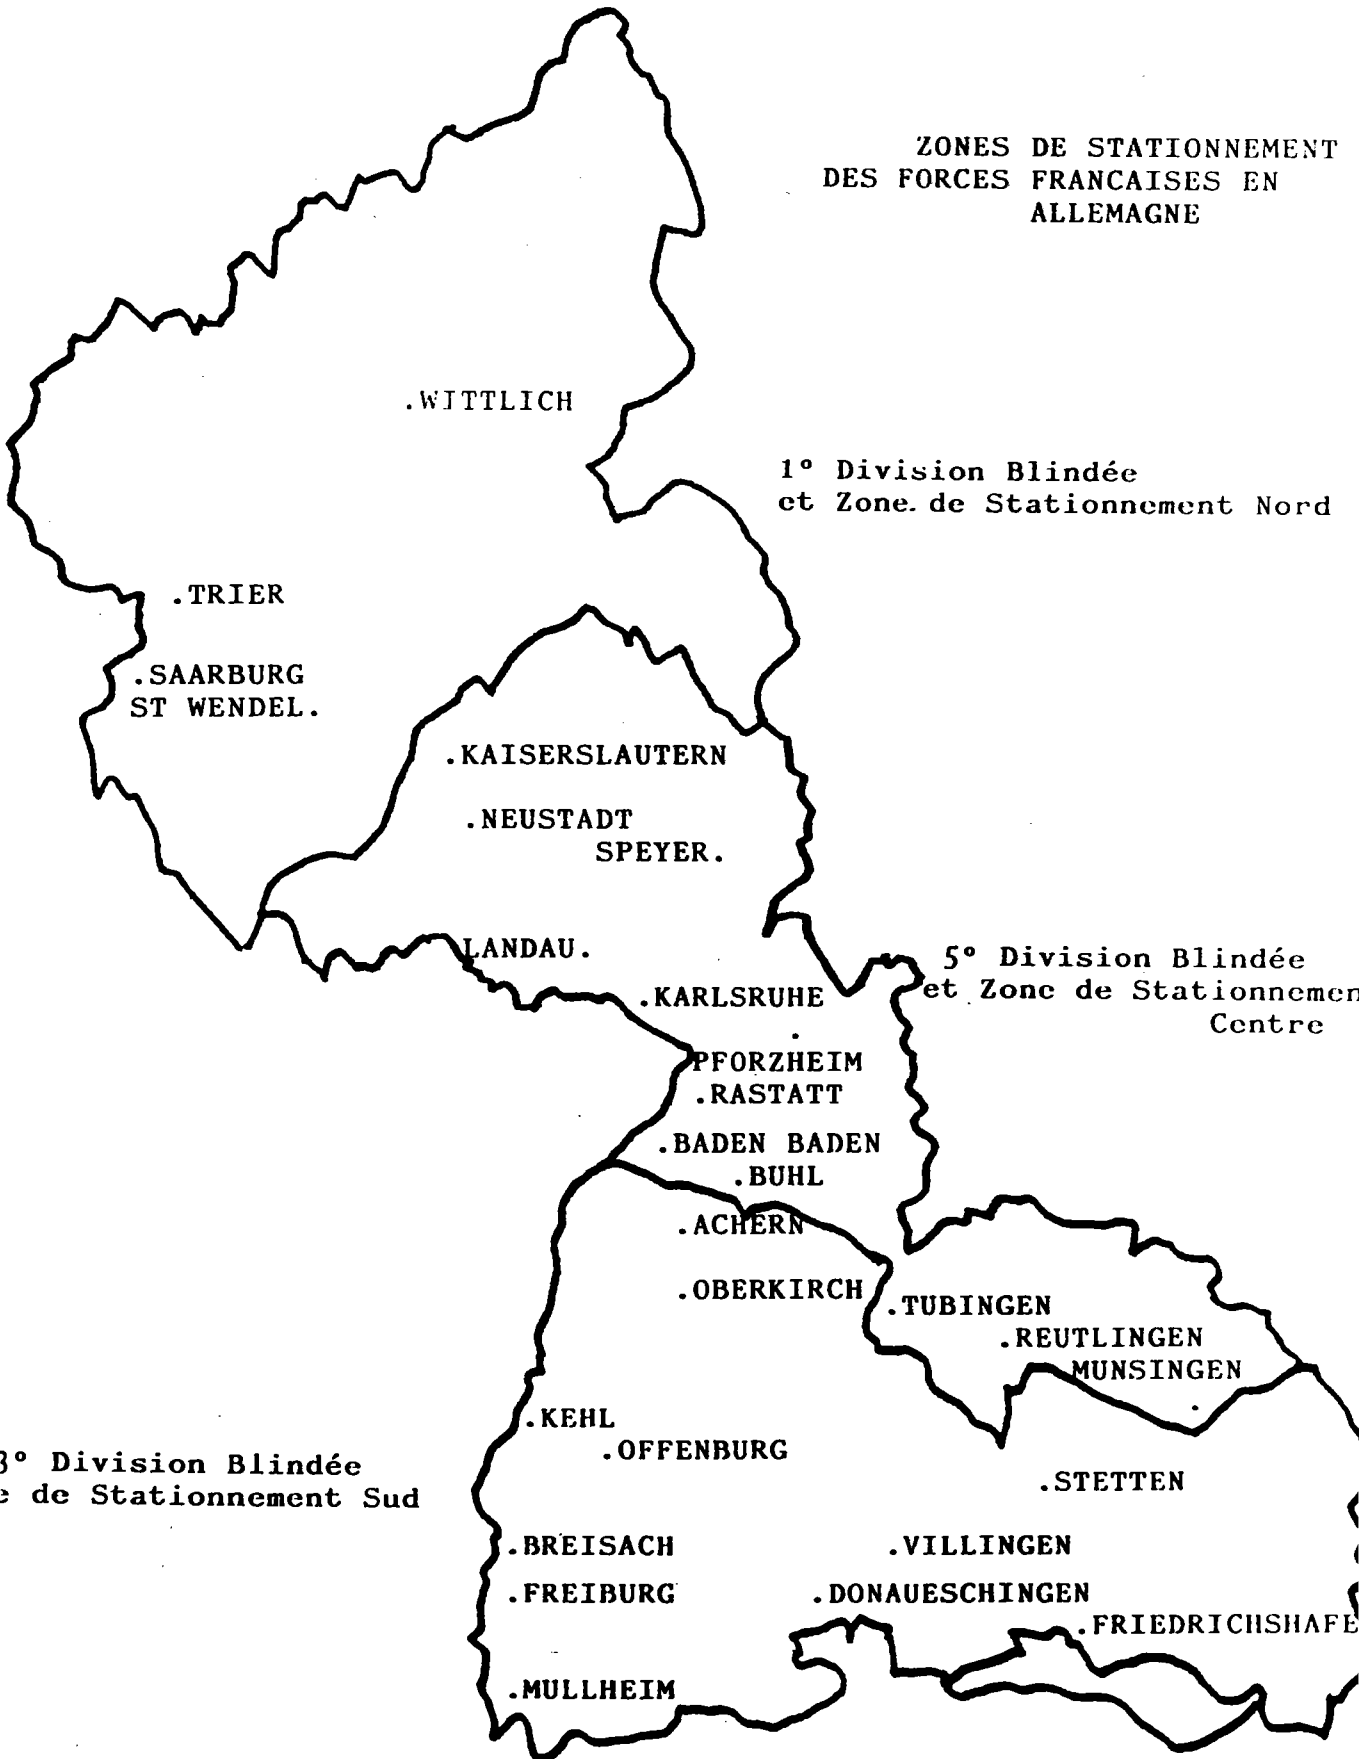 ZONES DE STATIONNEMENT
DES FORCES FRANCAISES EN
ALLEMAGNE
.WITTLICH
1° Division Blindée
et Zone de Stationnement Nord
.TRIER
.SAARBURG
ST WENDEL.
.KAISERSLAUTERN
.NEUSTADT
SPEYER.
LANDAU.
5° Division Blindée
et Zone de Stationnemen
Centre
.KARLSRUHE
PFORZHEIM
.RASTATT
.BADEN BADEN
.BUHL
.ACHERN
.OBERKIRCH
.TUBINGEN
.REUTLINGEN
MUNSINGEN
.KEHL
.OFFENBURG
3° Division Blindée
e de Stationnement Sud
.STETTEN
.BREISACH
.VILLINGEN
.FREIBURG
.DONAUESCHINGEN
.FRIEDRICHSHAFE
.MULLHEIM